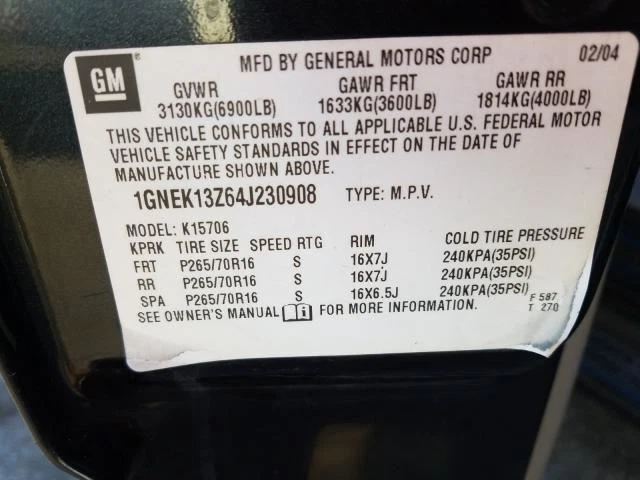 GM
MFD BY GENERAL MOTORS CORP 02/04
GVWR GAWR FRT GAWR RR
3130KG(6900LB) 1633KG(3600LB) 1814KG(4000LB)
THIS VEHICLE CONFORMS TO ALL APPLICABLE U.S. FEDERAL MOTOR
VEHICLE SAFETY STANDARDS IN EFFECT ON THE DATE OF
MANUFACTURE SHOWN ABOVE.
1GNEK13Z64J230908 TYPE: M.P.V.
MODEL: K15706
KPRK TIRE SIZE SPEED RTG RIM COLD TIRE PRESSURE
FRT P265/70R16 S 16X7J 240KPA(35PSI)
RR P265/70R16 S 16X7J 240KPA(35PSI)
SPA P265/70R16 S 16X6.5J 240KPA(35PSI)
SEE OWNER'S MANUAL i FOR MORE INFORMATION.
F 587
T 270